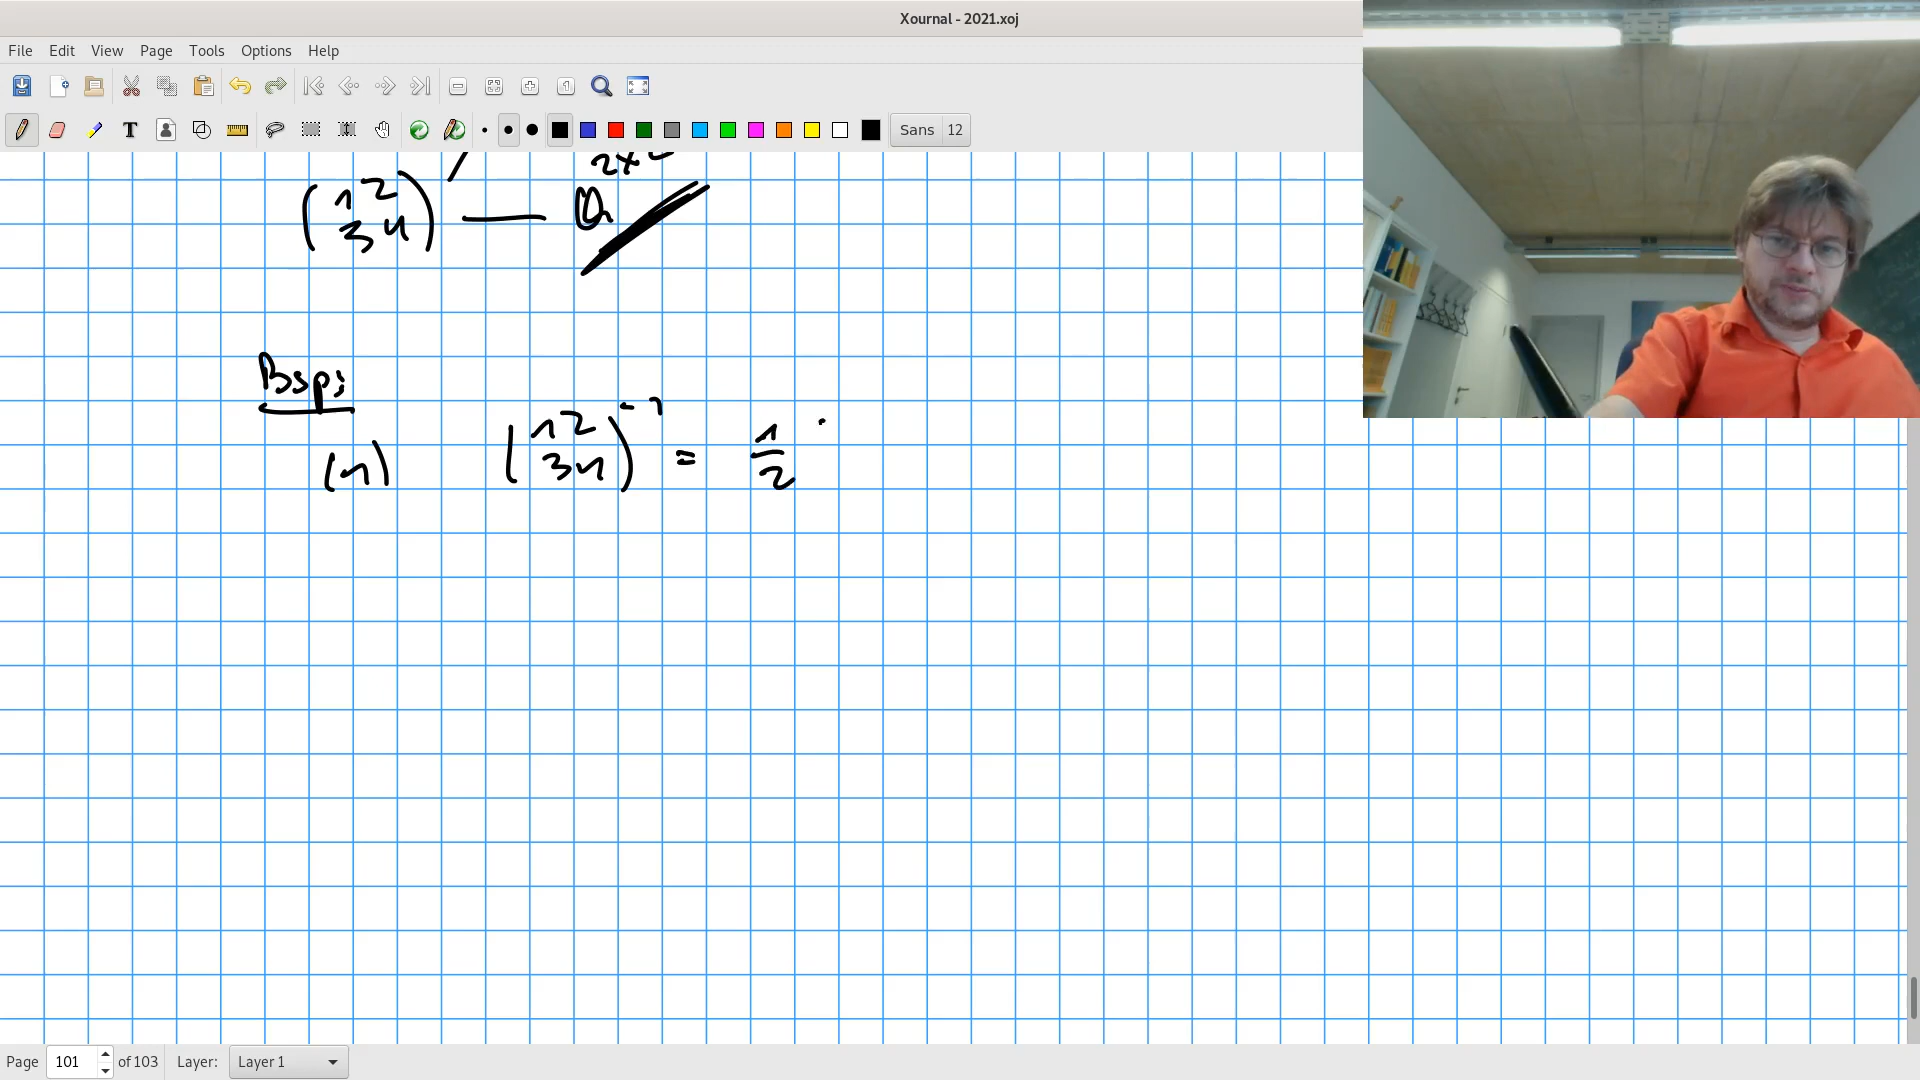 Xournal - 2021.xoj
File Edit View Page Tools Options Help
Sans 12
2x
(1 2
3 4)
Bsp:
(1) (1 2
3 4)⁻¹ = 1/2
Page 101 of 103 Layer: Layer 1